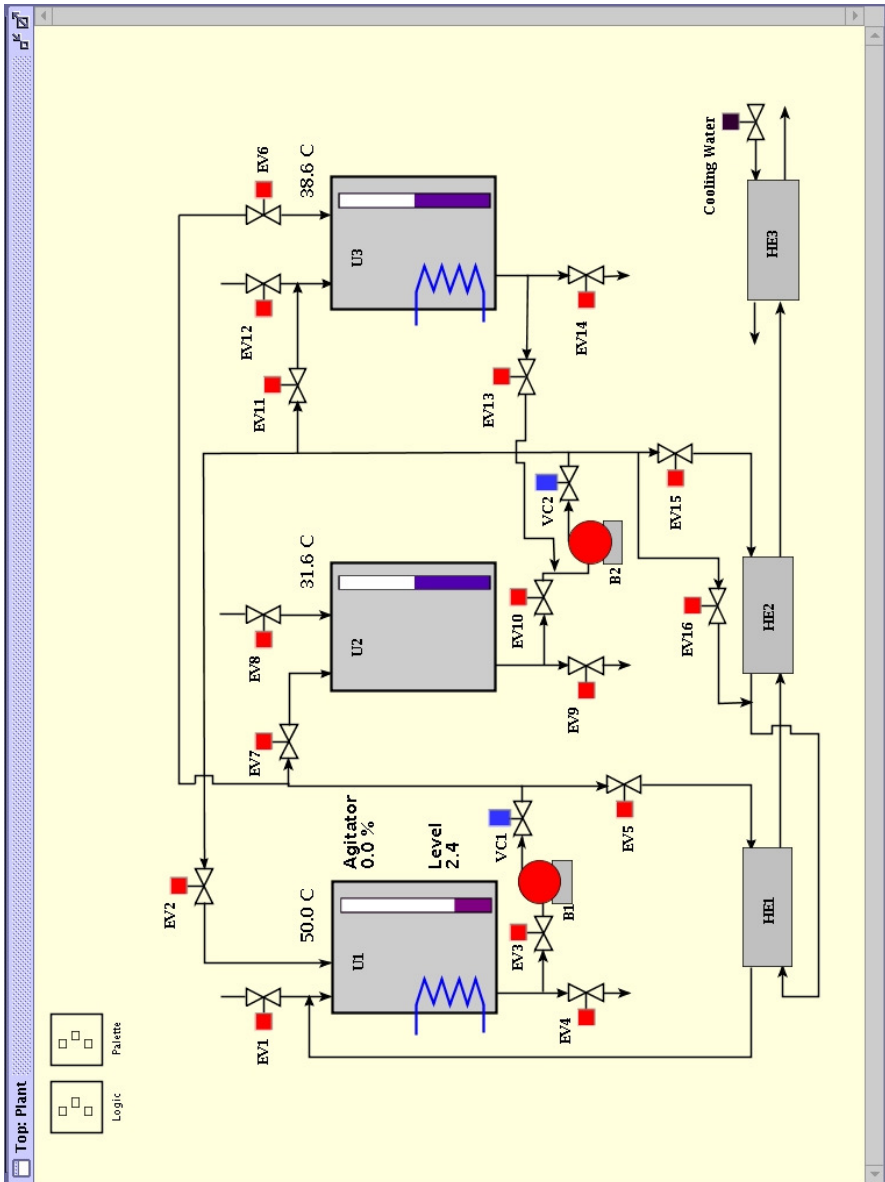 Top: Plant
Logic
Palette
EV1
EV2
50.0 C
Agitator
0.0 %
Level
2.4
U1
EV3
EV4
B1
VC1
EV5
HE1
EV7
EV8
31.6 C
U2
EV9
EV10
B2
VC2
EV16
EV15
HE2
EV11
EV12
EV6
38.6 C
U3
EV13
EV14
Cooling Water
HE3